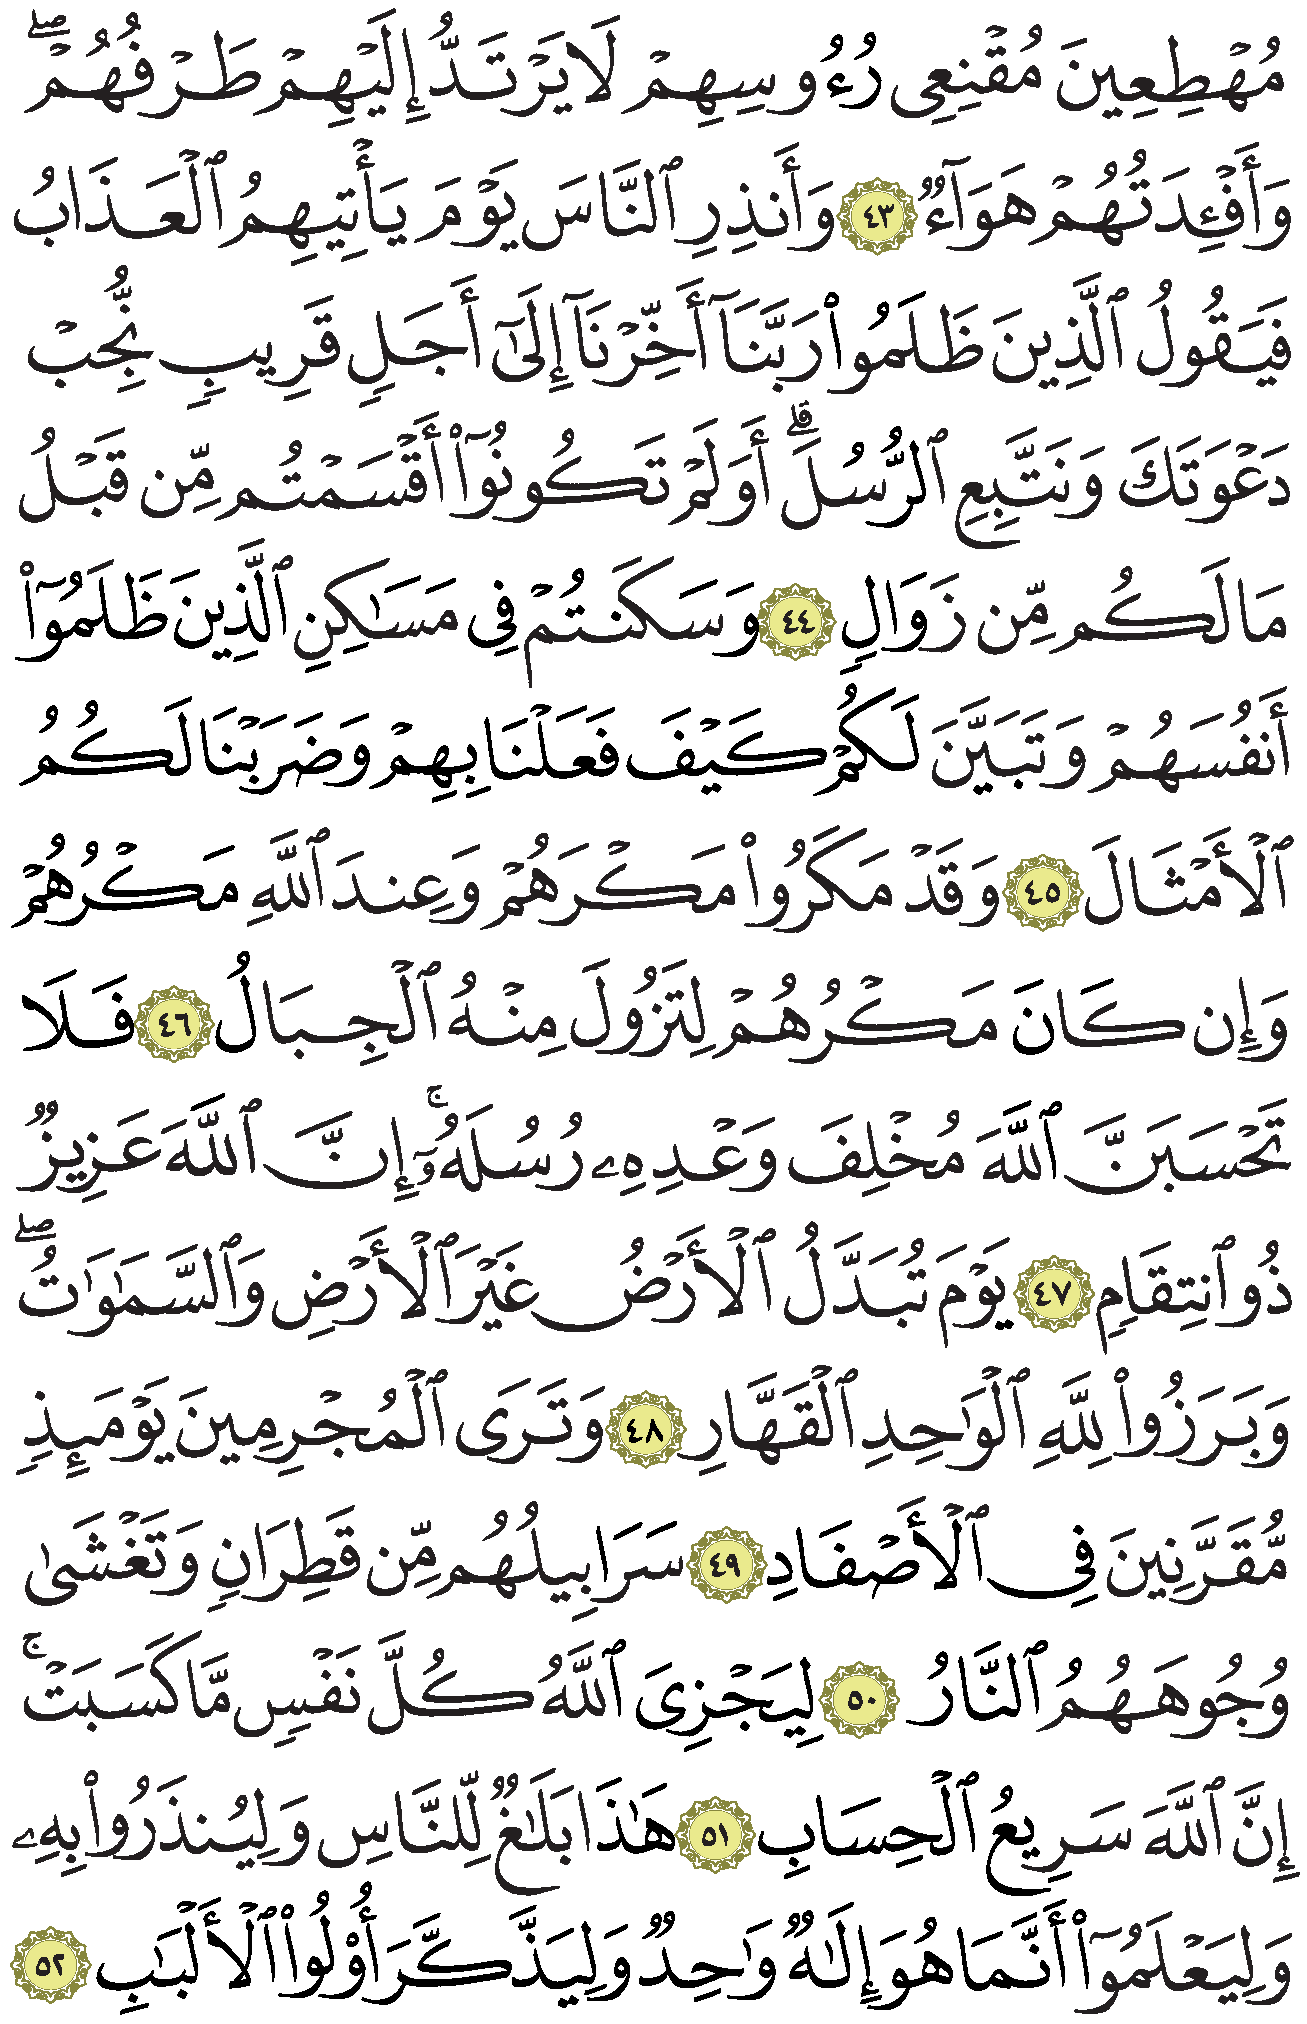 مُهۡطِعِينَ مُقۡنِعِى رُءُوسِهِمۡ لَا يَرۡتَدُّ إِلَيۡهِمۡ طَرۡفُهُمۡۖ
وَأَفۡـِٔدَتُهُمۡ هَوَآءٌ ٤٣ وَأَنذِرِ ٱلنَّاسَ يَوۡمَ يَأۡتِيهِمُ ٱلۡعَذَابُ
فَيَقُولُ ٱلَّذِينَ ظَلَمُواْ رَبَّنَآ أَخِّرۡنَآ إِلَىٰٓ أَجَلٖ قَرِيبٖ نُّجِبۡ
دَعۡوَتَكَ وَنَتَّبِعِ ٱلرُّسُلَۗ أَوَلَمۡ تَكُونُوٓاْ أَقۡسَمۡتُم مِّن قَبۡلُ
مَا لَكُم مِّن زَوَالٖ ٤٤ وَسَكَنتُمۡ فِى مَسَٰكِنِ ٱلَّذِينَ ظَلَمُوٓاْ
أَنفُسَهُمۡ وَتَبَيَّنَ لَكُمۡ كَيۡفَ فَعَلۡنَا بِهِمۡ وَضَرَبۡنَا لَكُمُ
ٱلۡأَمۡثَالَ ٤٥ وَقَدۡ مَكَرُواْ مَكۡرَهُمۡ وَعِندَ ٱللَّهِ مَكۡرُهُمۡ
وَإِن كَانَ مَكۡرُهُمۡ لِتَزُولَ مِنۡهُ ٱلۡجِبَالُ ٤٦ فَلَا
تَحۡسَبَنَّ ٱللَّهَ مُخۡلِفَ وَعۡدِهِۦ رُسُلَهُۥٓۚ إِنَّ ٱللَّهَ عَزِيزٞ
ذُو ٱنتِقَامٖ ٤٧ يَوۡمَ تُبَدَّلُ ٱلۡأَرۡضُ غَيۡرَ ٱلۡأَرۡضِ وَٱلسَّمَٰوَٰتُۖ
وَبَرَزُواْ لِلَّهِ ٱلۡوَٰحِدِ ٱلۡقَهَّارِ ٤٨ وَتَرَى ٱلۡمُجۡرِمِينَ يَوۡمَئِذٖ
مُّقَرَّنِينَ فِى ٱلۡأَصۡفَادِ ٤٩ سَرَابِيلُهُم مِّن قَطِرَانٖ وَتَغۡشَىٰ
وُجُوهَهُمُ ٱلنَّارُ ٥٠ لِيَجۡزِىَ ٱللَّهُ كُلَّ نَفۡسٖ مَّا كَسَبَتۡۚ
إِنَّ ٱللَّهَ سَرِيعُ ٱلۡحِسَابِ ٥١ هَٰذَا بَلَٰغٞ لِّلنَّاسِ وَلِيُنذَرُواْ بِهِۦ
وَلِيَعۡلَمُوٓاْ أَنَّمَا هُوَ إِلَٰهٞ وَٰحِدٞ وَلِيَذَّكَّرَ أُوْلُواْ ٱلۡأَلۡبَٰبِ ٥٢